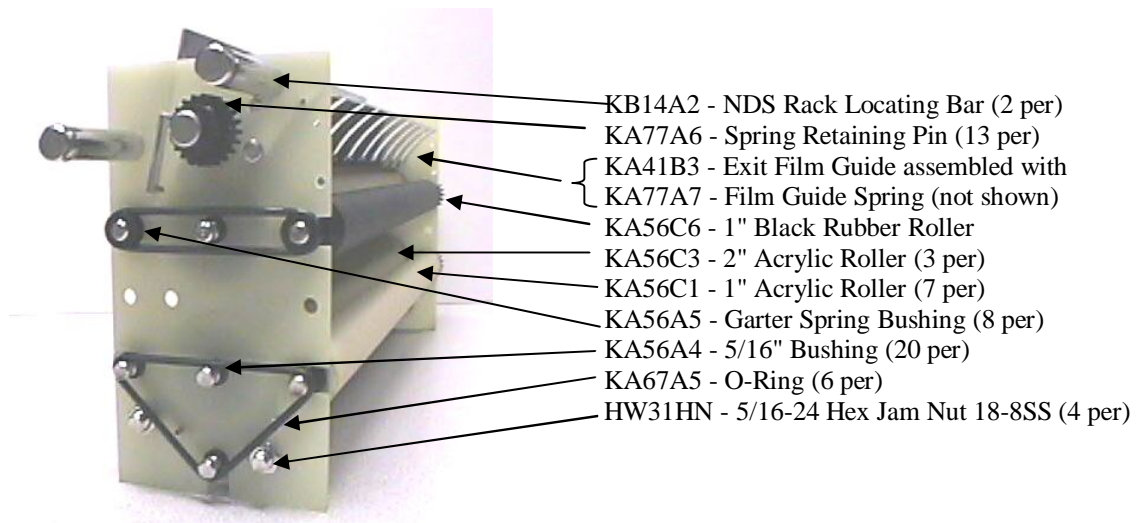 KB14A2 - NDS Rack Locating Bar (2 per)
KA77A6 - Spring Retaining Pin (13 per)
KA41B3 - Exit Film Guide assembled with
KA77A7 - Film Guide Spring (not shown)
KA56C6 - 1" Black Rubber Roller
KA56C3 - 2" Acrylic Roller (3 per)
KA56C1 - 1" Acrylic Roller (7 per)
KA56A5 - Garter Spring Bushing (8 per)
KA56A4 - 5/16" Bushing (20 per)
KA67A5 - O-Ring (6 per)
HW31HN - 5/16-24 Hex Jam Nut 18-8SS (4 per)